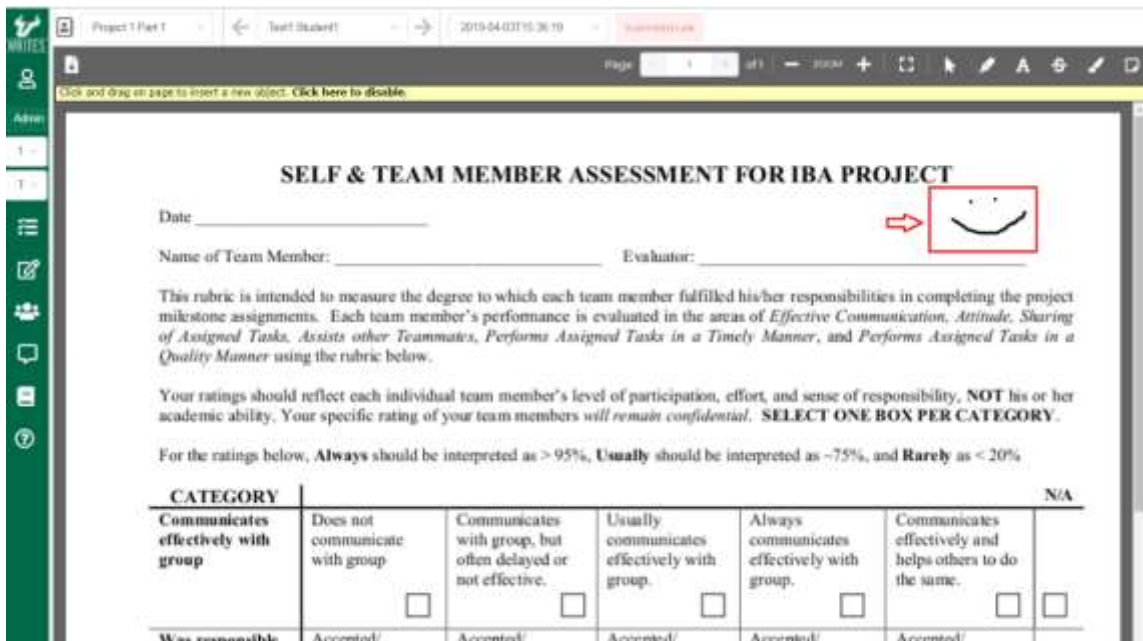 WRITES
Project 1 Part 1
Test1 Student1
2019-04-03T15:36:19
Page 1 of 1 ZOOM
Click and drag on page to insert a new object. Click here to disable.
Admin
1
1
SELF & TEAM MEMBER ASSESSMENT FOR IBA PROJECT
Date
Name of Team Member: Evaluator:
This rubric is intended to measure the degree to which each team member fulfilled his/her responsibilities in completing the project
milestone assignments. Each team member's performance is evaluated in the areas of Effective Communication, Attitude, Sharing
of Assigned Tasks, Assists other Teammates, Performs Assigned Tasks in a Timely Manner, and Performs Assigned Tasks in a
Quality Manner using the rubric below.
Your ratings should reflect each individual team member's level of participation, effort, and sense of responsibility, NOT his or her
academic ability. Your specific rating of your team members will remain confidential. SELECT ONE BOX PER CATEGORY.
For the ratings below, Always should be interpreted as > 95%, Usually should be interpreted as ~75%, and Rarely as < 20%
CATEGORY N/A
Communicates
effectively with
group
Does not
communicate
with group
Communicates
with group, but
often delayed or
not effective.
Usually
communicates
effectively with
group.
Always
communicates
effectively with
group.
Communicates
effectively and
helps others to do
the same.
Was responsible
Accepted/
Accepted/
Accepted/
Accepted/
Accepted/